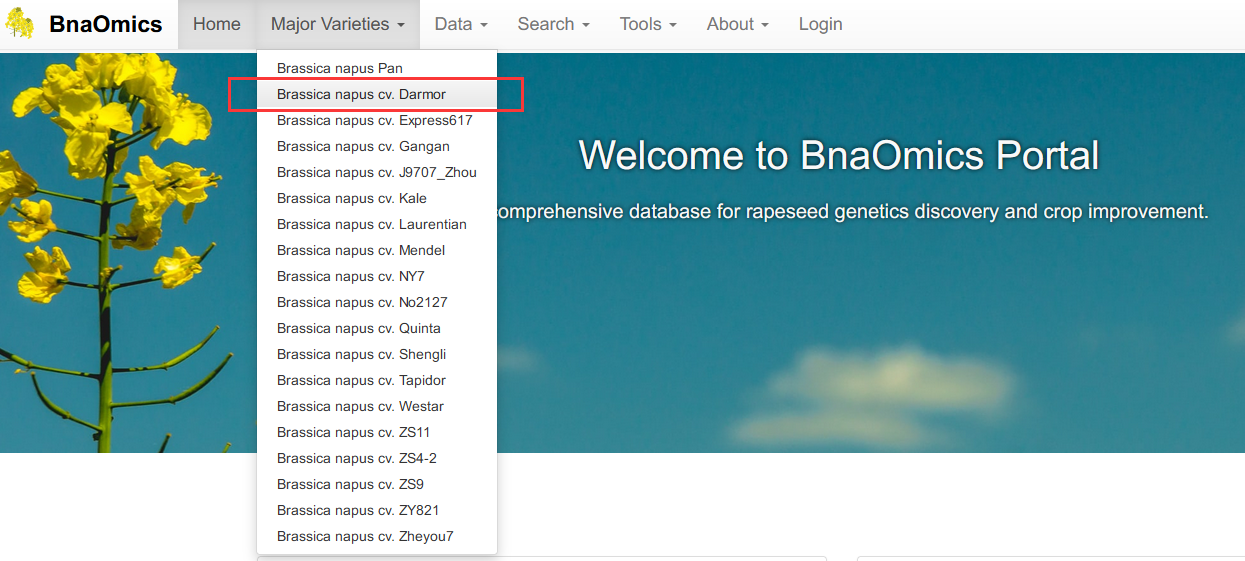 BnaOmics Home Major Varieties Data Search Tools About Login
Brassica napus Pan
Brassica napus cv. Darmor
Brassica napus cv. Express617
Brassica napus cv. Gangan
Brassica napus cv. J9707_Zhou
Brassica napus cv. Kale
Brassica napus cv. Laurentian
Brassica napus cv. Mendel
Brassica napus cv. NY7
Brassica napus cv. No2127
Brassica napus cv. Quinta
Brassica napus cv. Shengli
Brassica napus cv. Tapidor
Brassica napus cv. Westar
Brassica napus cv. ZS11
Brassica napus cv. ZS4-2
Brassica napus cv. ZS9
Brassica napus cv. ZY821
Brassica napus cv. Zheyou7
Welcome to BnaOmics Portal
comprehensive database for rapeseed genetics discovery and crop improvement.